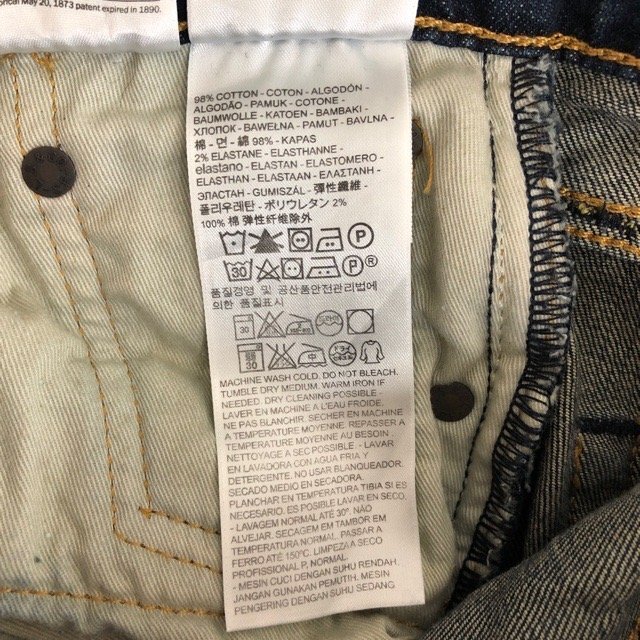 orical May 20, 1873 patent expired in 1890.
98% COTTON - COTON - ALGODÓN -
ALGODÃO - PAMUK - COTONE -
BAUMWOLLE - KATOEN - BAMBAKI -
ХЛОПОК - BAWEŁNA - PAMUT - BAVLNA -
棉 - 면 - 綿 98% - KAPAS
2% ELASTANE - ELASTHANNE -
elastano - ELASTAN - ELASTOMERO -
ELASTHAN - ELASTAAN - ΕΛΑΣΤΑΝΗ -
ЭЛАСТАН - GUMISZÁL - 彈性纖維 -
폴리우레탄 - ポリウレタン 2%
100% 棉 弹性纤维除外
P
30 P ®
품질경영 및 공산품안전관리법에
의한 품질표시
30
30 中
MACHINE WASH COLD. DO NOT BLEACH.
TUMBLE DRY MEDIUM. WARM IRON IF
NEEDED. DRY CLEANING POSSIBLE -
LAVER EN MACHINE A L'EAU FROIDE.
NE PAS BLANCHIR. SÉCHER EN MACHINE
A TEMPERATURE MOYENNE. REPASSER A
TEMPERATURE MOYENNE AU BESOIN
NETTOYAGE A SEC POSSIBLE. - LAVAR
EN LAVADORA CON AGUA FRIA Y
DETERGENTE. NO USAR BLANQUEADOR.
SECADO MEDIO EN SECADORA.
PLANCHAR EN TEMPERATURA TIBIA SI ES
NECESARIO. ES POSIBLE LAVAR EN SECO.
- LAVAGEM NORMAL ATÉ 30°. NÃO
ALVEJAR. SECAGEM EM TAMBOR EM
TEMPERATURA NORMAL. PASSAR A
FERRO ATÉ 150°C. LIMPEZA A SECO
PROFISSIONAL P, NORMAL.
- MESIN CUCI DENGAN SUHU RENDAH.
JANGAN GUNAKAN PEMUTIH. MESIN
PENGERING DENGAN SUHU SEDANG.